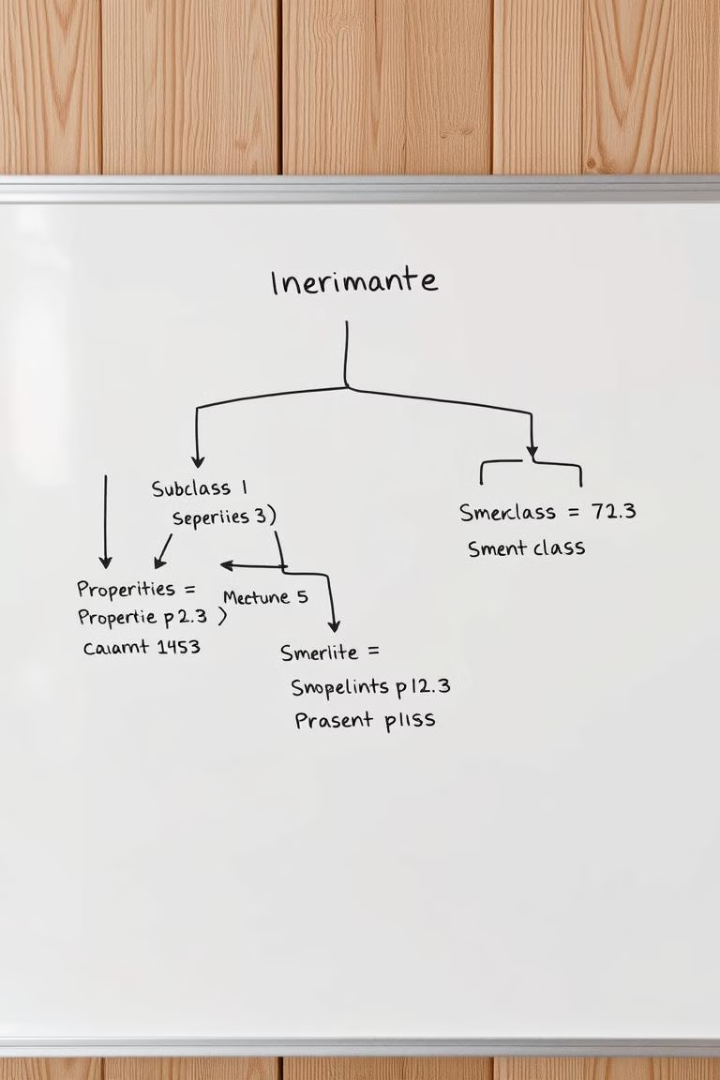 Inerimante
Subclass 1
Seperiies 3)
Smerclass = 72.3
Sment class
Properities =
Propertie p2.3 )
Caiamt 1453
Mectune 5
Smerlite =
Snopelints p12.3
Prasent p11ss